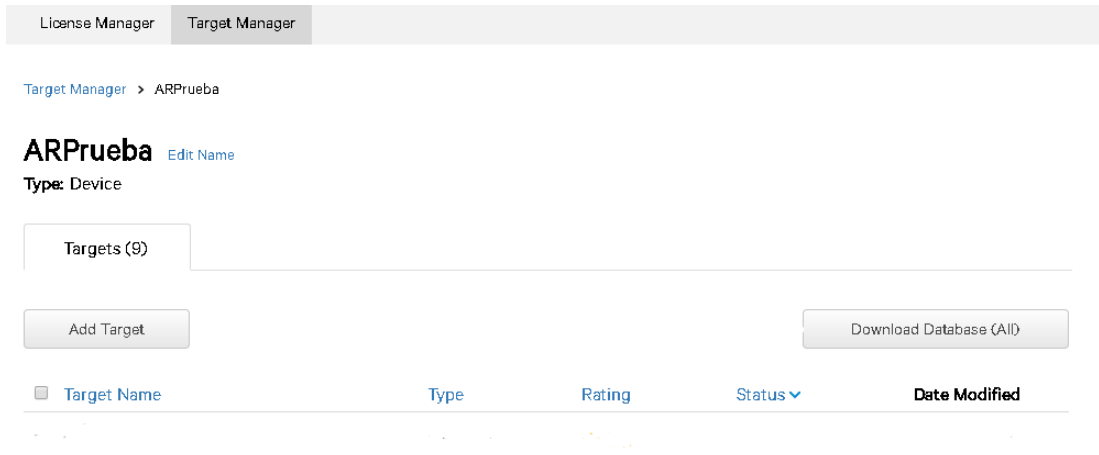 License Manager Target Manager
Target Manager > ARPrueba
ARPrueba Edit Name
Type: Device
Targets (9)
Add Target Download Database (All)
Target Name Type Rating Status Date Modified